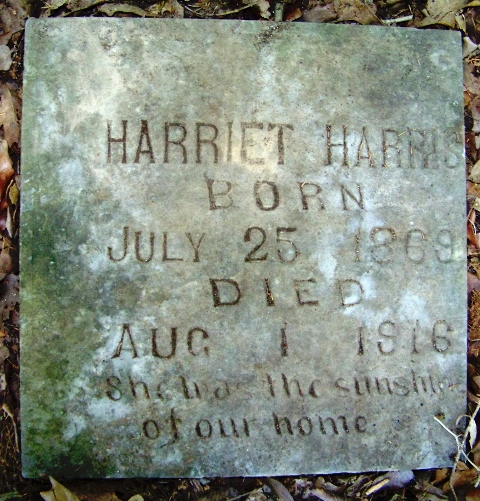 HARRIET HARRIS
BORN
JULY 25 1869
DIED
AUG 1 1916
She was the sunshine
of our home.